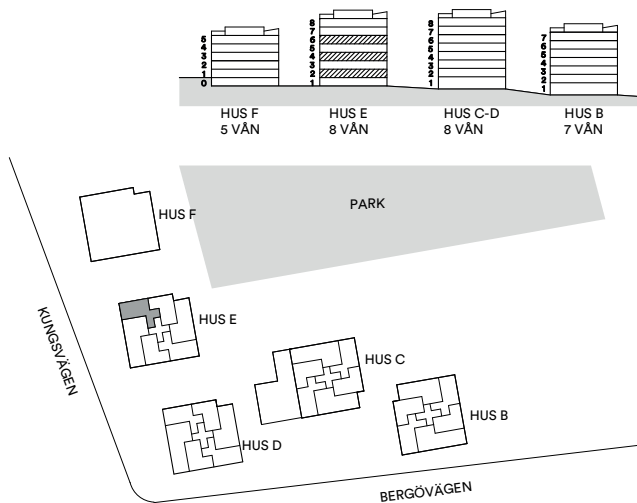 5
4
3
2
1
0
8
7
6
5
4
3
2
1
8
7
6
5
4
3
2
1
7
6
5
4
3
2
1
HUS F
5 VÅN
HUS E
8 VÅN
HUS C-D
8 VÅN
HUS B
7 VÅN
PARK
HUS F
HUS E
HUS C
HUS B
HUS D
KUNGSVÄGEN
BERGÖVÄGEN